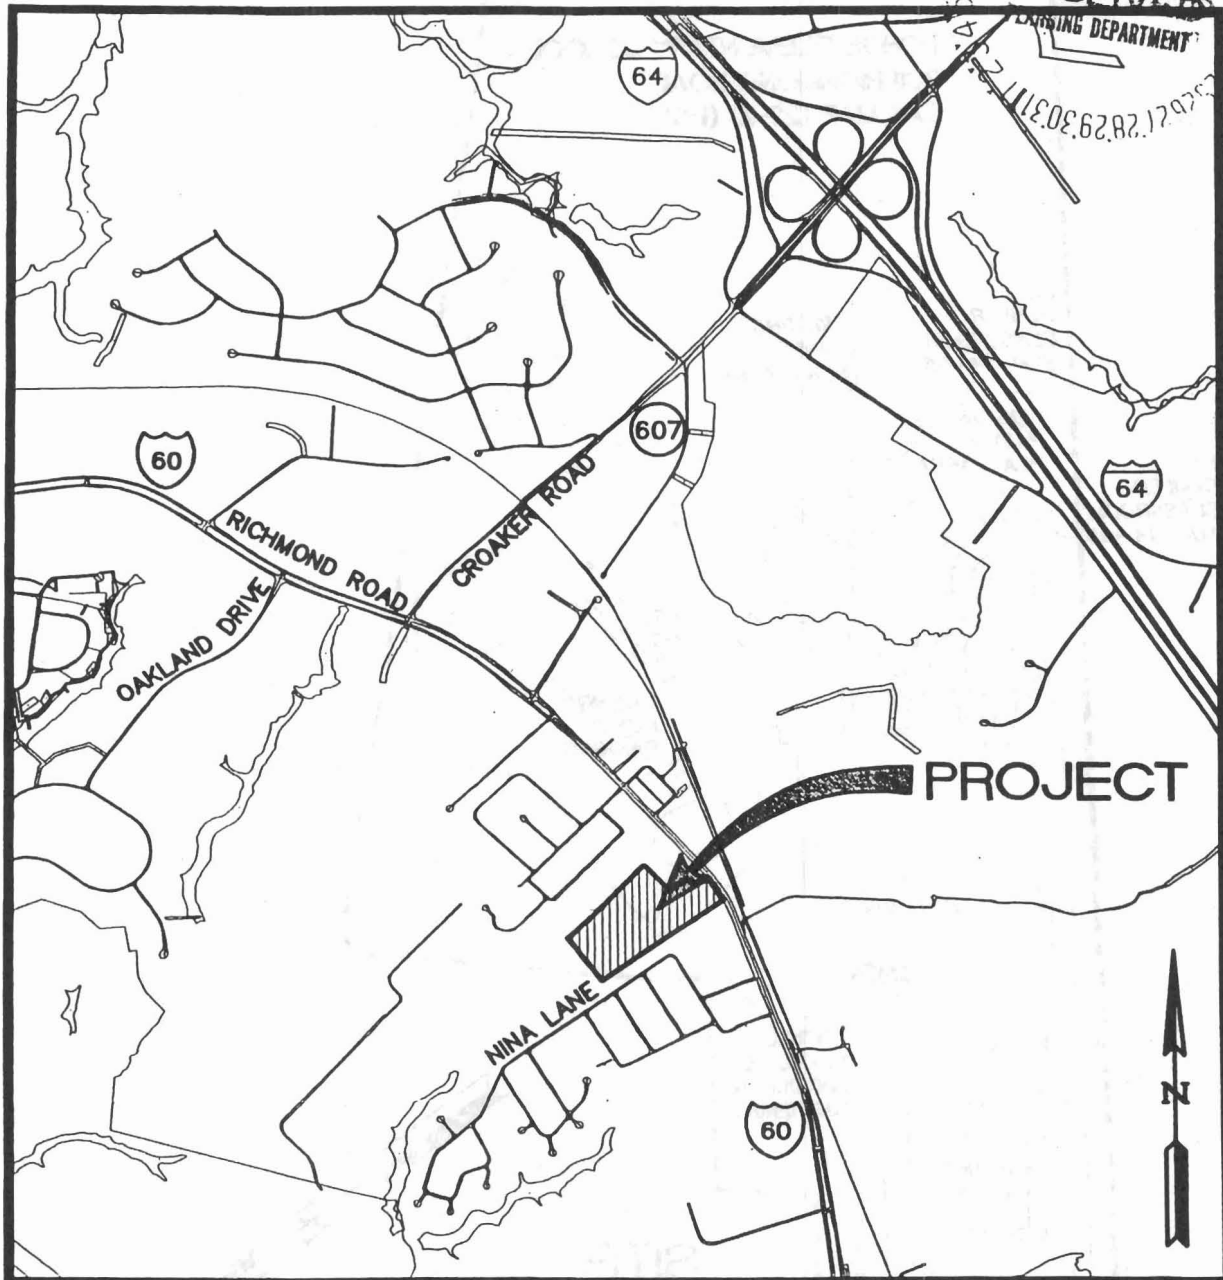 PLANNING DEPARTMENT
64
607
60
64
RICHMOND ROAD
CROAKER ROAD
OAKLAND DRIVE
PROJECT
NINA LANE
60
N